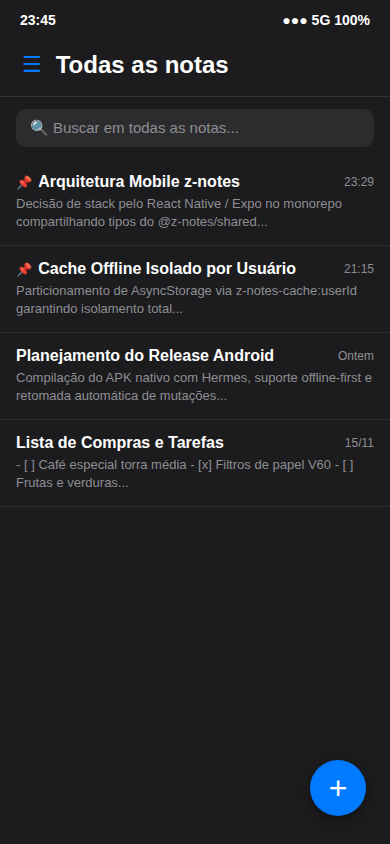 23:45 ●●● 5G 100%
☰ Todas as notas
🔍 Buscar em todas as notas...
📌 Arquitetura Mobile z-notes 23:29
Decisão de stack pelo React Native / Expo no monorepo
compartilhando tipos do @z-notes/shared...
📌 Cache Offline Isolado por Usuário 21:15
Particionamento de AsyncStorage via z-notes-cache:userId
garantindo isolamento total...
Planejamento do Release Android Ontem
Compilação do APK nativo com Hermes, suporte offline-first e
retomada automática de mutações...
Lista de Compras e Tarefas 15/11
- [ ] Café especial torra média - [x] Filtros de papel V60 - [ ]
Frutas e verduras...
+